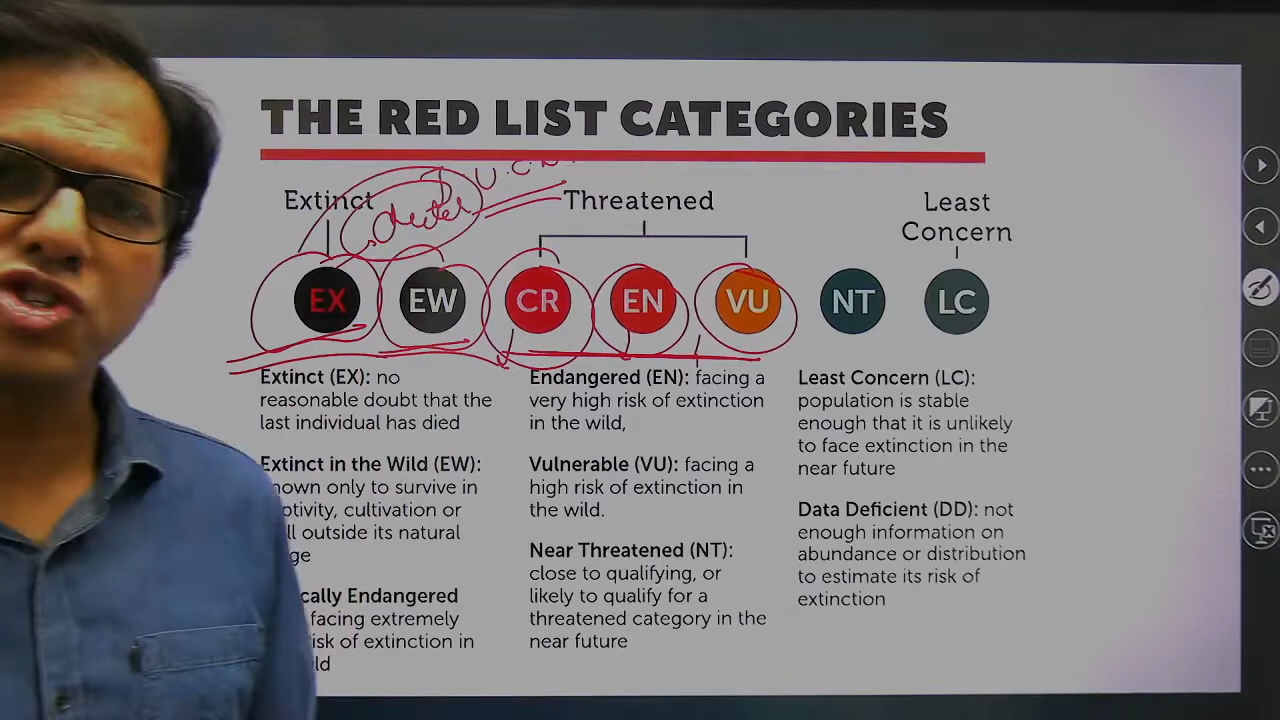 THE RED LIST CATEGORIES
U.C.N.
Extinct
Threatened
Least
Concern
EX
EW
CR
EN
VU
NT
LC
Extinct (EX): no
reasonable doubt that the
last individual has died
Extinct in the Wild (EW):
nown only to survive in
ptivity, cultivation or
ll outside its natural
ge
cally Endangered
facing extremely
isk of extinction in
ld
Endangered (EN): facing a
very high risk of extinction
in the wild,
Vulnerable (VU): facing a
high risk of extinction in
the wild.
Near Threatened (NT):
close to qualifying, or
likely to qualify for a
threatened category in the
near future
Least Concern (LC):
population is stable
enough that it is unlikely
to face extinction in the
near future
Data Deficient (DD): not
enough information on
abundance or distribution
to estimate its risk of
extinction